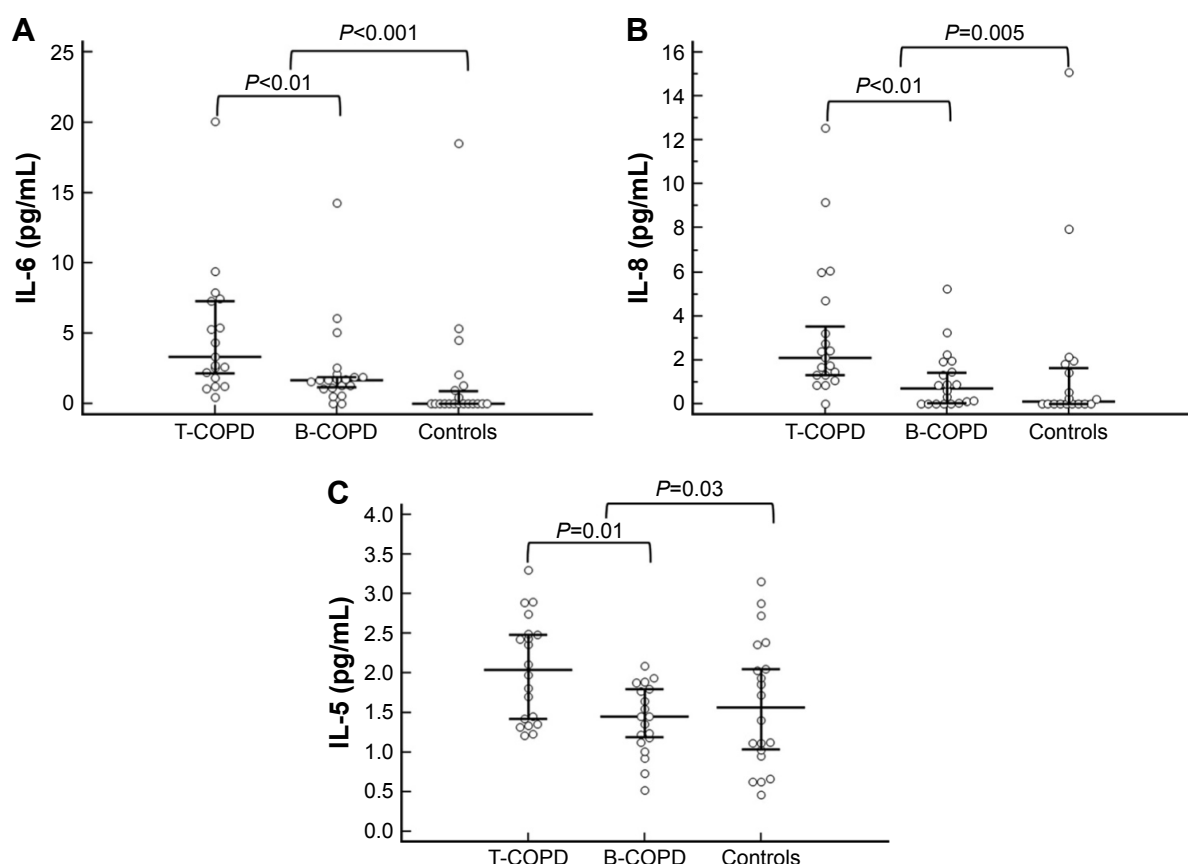 A
P<0.001
P<0.01
25
20
15
10
5
0
IL-6 (pg/mL)
T-COPD B-COPD Controls
B
P=0.005
P<0.01
16
14
12
10
8
6
4
2
0
IL-8 (pg/mL)
T-COPD B-COPD Controls
C
P=0.03
P=0.01
4.0
3.5
3.0
2.5
2.0
1.5
1.0
0.5
0.0
IL-5 (pg/mL)
T-COPD B-COPD Controls